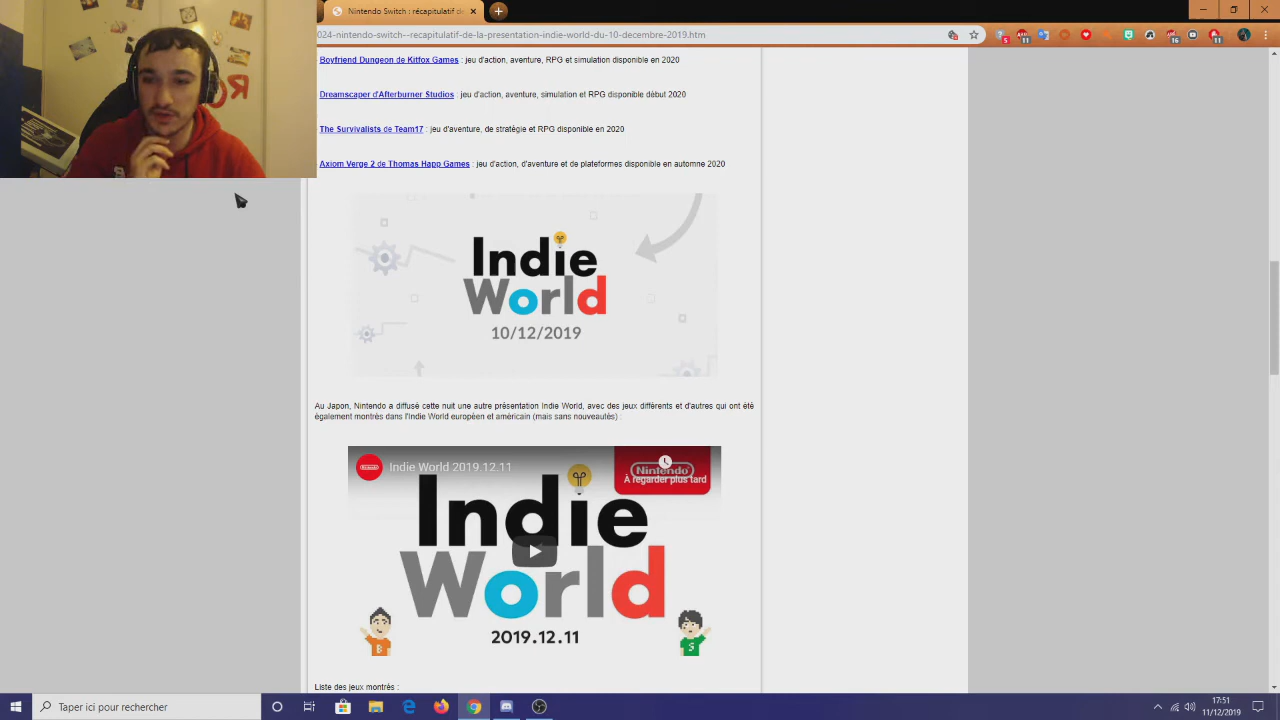 Nintendo Switch : récapitulatif de
024-nintendo-switch--recapitulatif-de-la-presentation-indie-world-du-10-decembre-2019.htm
Boyfriend Dungeon de Kitfox Games : jeu d'action, aventure, RPG et simulation disponible en 2020
Dreamscaper d'Afterburner Studios : jeu d'action, aventure, simulation et RPG disponible début 2020
The Survivalists de Team17 : jeu d'aventure, de stratégie et RPG disponible en 2020
Axiom Verge 2 de Thomas Happ Games : jeu d'action, d'aventure et de plateformes disponible en automne 2020
Indie
World
10/12/2019
Au Japon, Nintendo a diffusé cette nuit une autre présentation Indie World, avec des jeux différents et d'autres qui ont été
également montrés dans l'Indie World européen et américain (mais sans nouveautés) :
Indie World 2019.12.11
Nintendo
À regarder plus tard
Indie
World
2019.12.11
B
S
Liste des jeux montrés :
Taper ici pour rechercher
17:51
11/12/2019